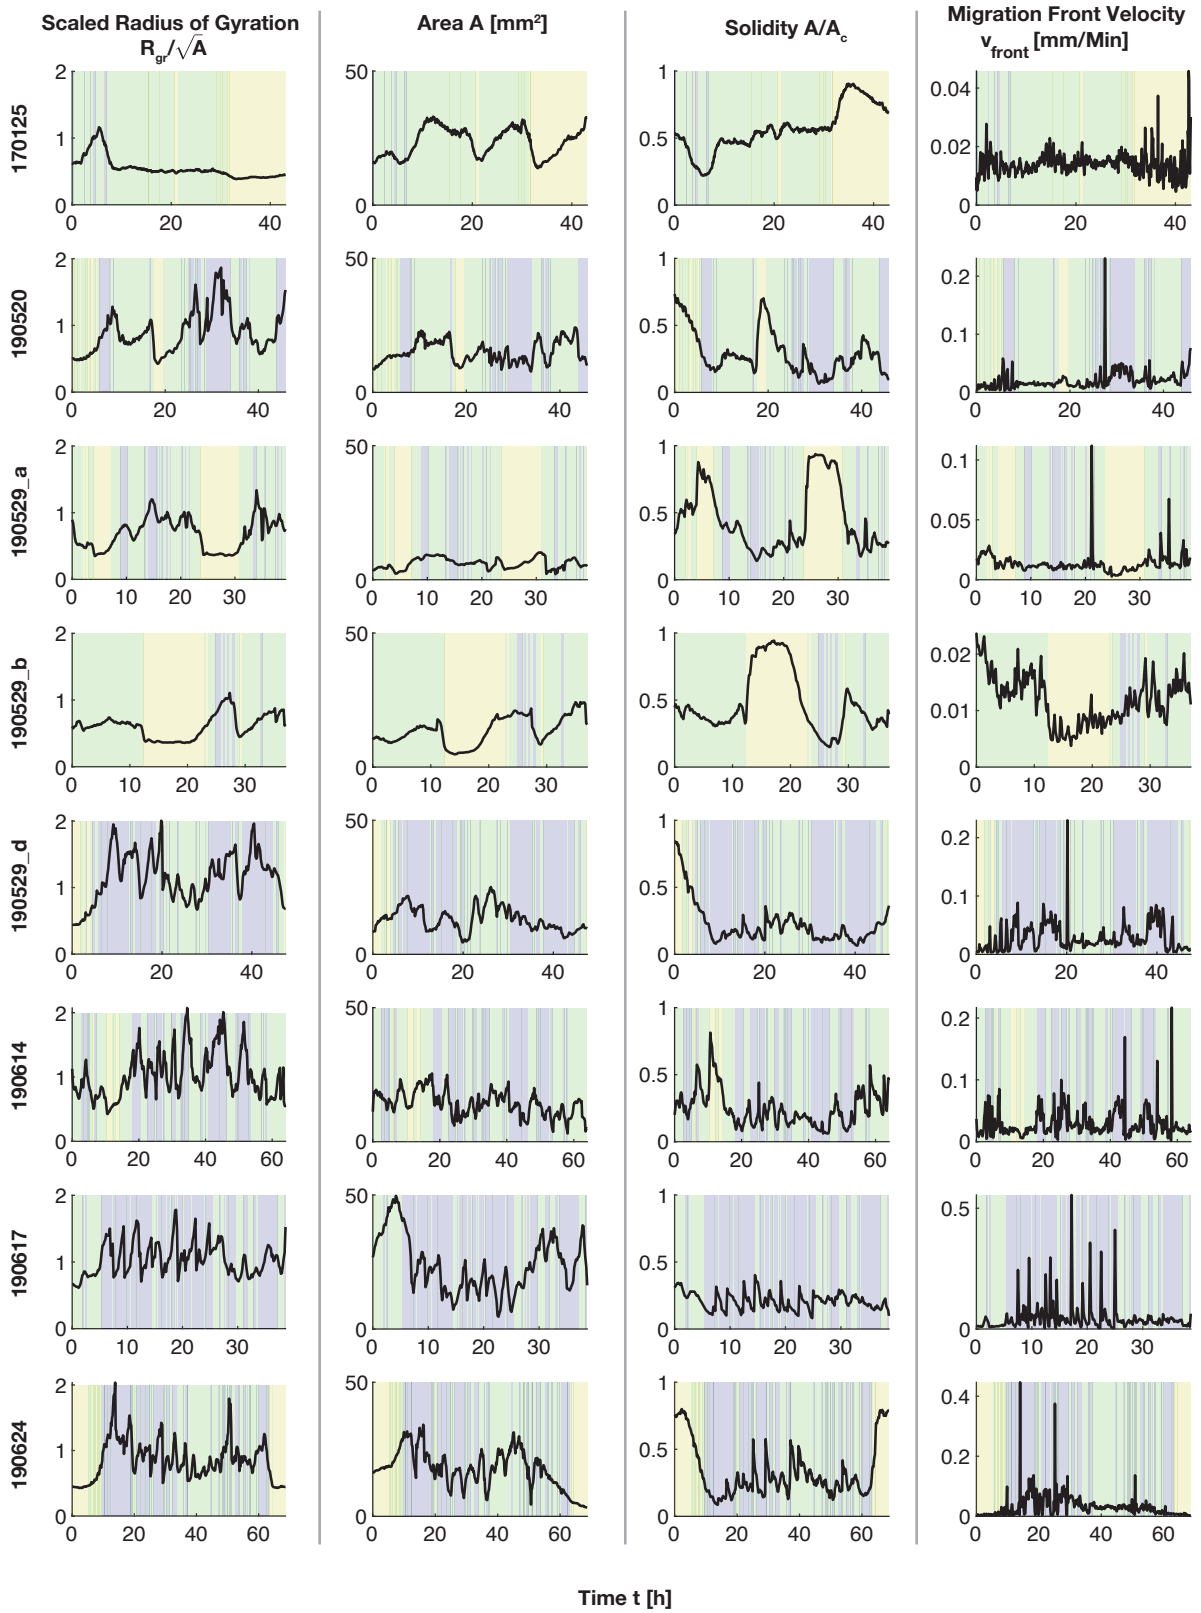 Scaled Radius of Gyration
R_gr/√A
Area A [mm²]
Solidity A/A_c
Migration Front Velocity
v_front [mm/Min]
170125
2
1
0
0 20 40
50
0
0 20 40
1
0.5
0
0 20 40
0.04
0.02
0
0 20 40
190520
2
1
0
0 20 40
50
0
0 20 40
1
0.5
0
0 20 40
0.2
0.1
0
0 20 40
190529_a
2
1
0
0 10 20 30
50
0
0 10 20 30
1
0.5
0
0 10 20 30
0.1
0.05
0
0 10 20 30
190529_b
2
1
0
0 10 20 30
50
0
0 10 20 30
1
0.5
0
0 10 20 30
0.02
0.01
0
0 10 20 30
190529_d
2
1
0
0 20 40
50
0
0 20 40
1
0.5
0
0 20 40
0.2
0.1
0
0 20 40
190614
2
1
0
0 20 40 60
50
0
0 20 40 60
1
0.5
0
0 20 40 60
0.2
0.1
0
0 20 40 60
190617
2
1
0
0 10 20 30
50
0
0 10 20 30
1
0.5
0
0 10 20 30
0.5
0
0 10 20 30
190624
2
1
0
0 20 40 60
50
0
0 20 40 60
1
0.5
0
0 20 40 60
0.4
0.2
0
0 20 40 60
Time t [h]